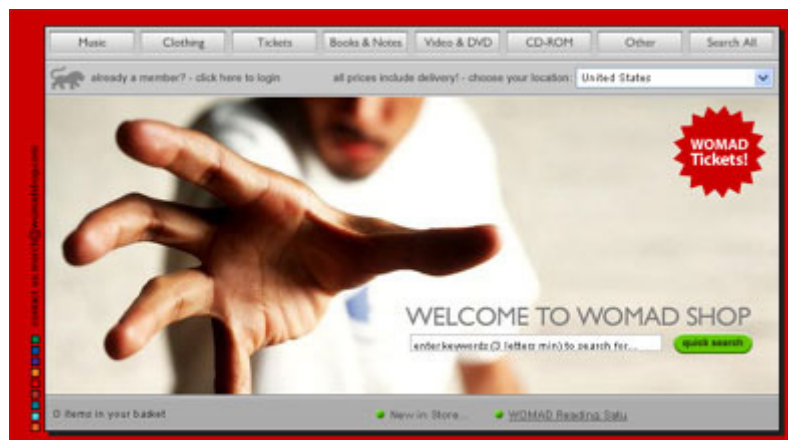 Music Clothing Tickets Books & Notes Video & DVD CD-ROM Other Search All
already a member? - click here to login all prices include delivery! - choose your location: United States
WOMAD
Tickets!
WELCOME TO WOMAD SHOP
enter keywords (3 letters min) to search for... quick search
0 items in your basket New in Store... WOMAD Reading Satu
contact us: